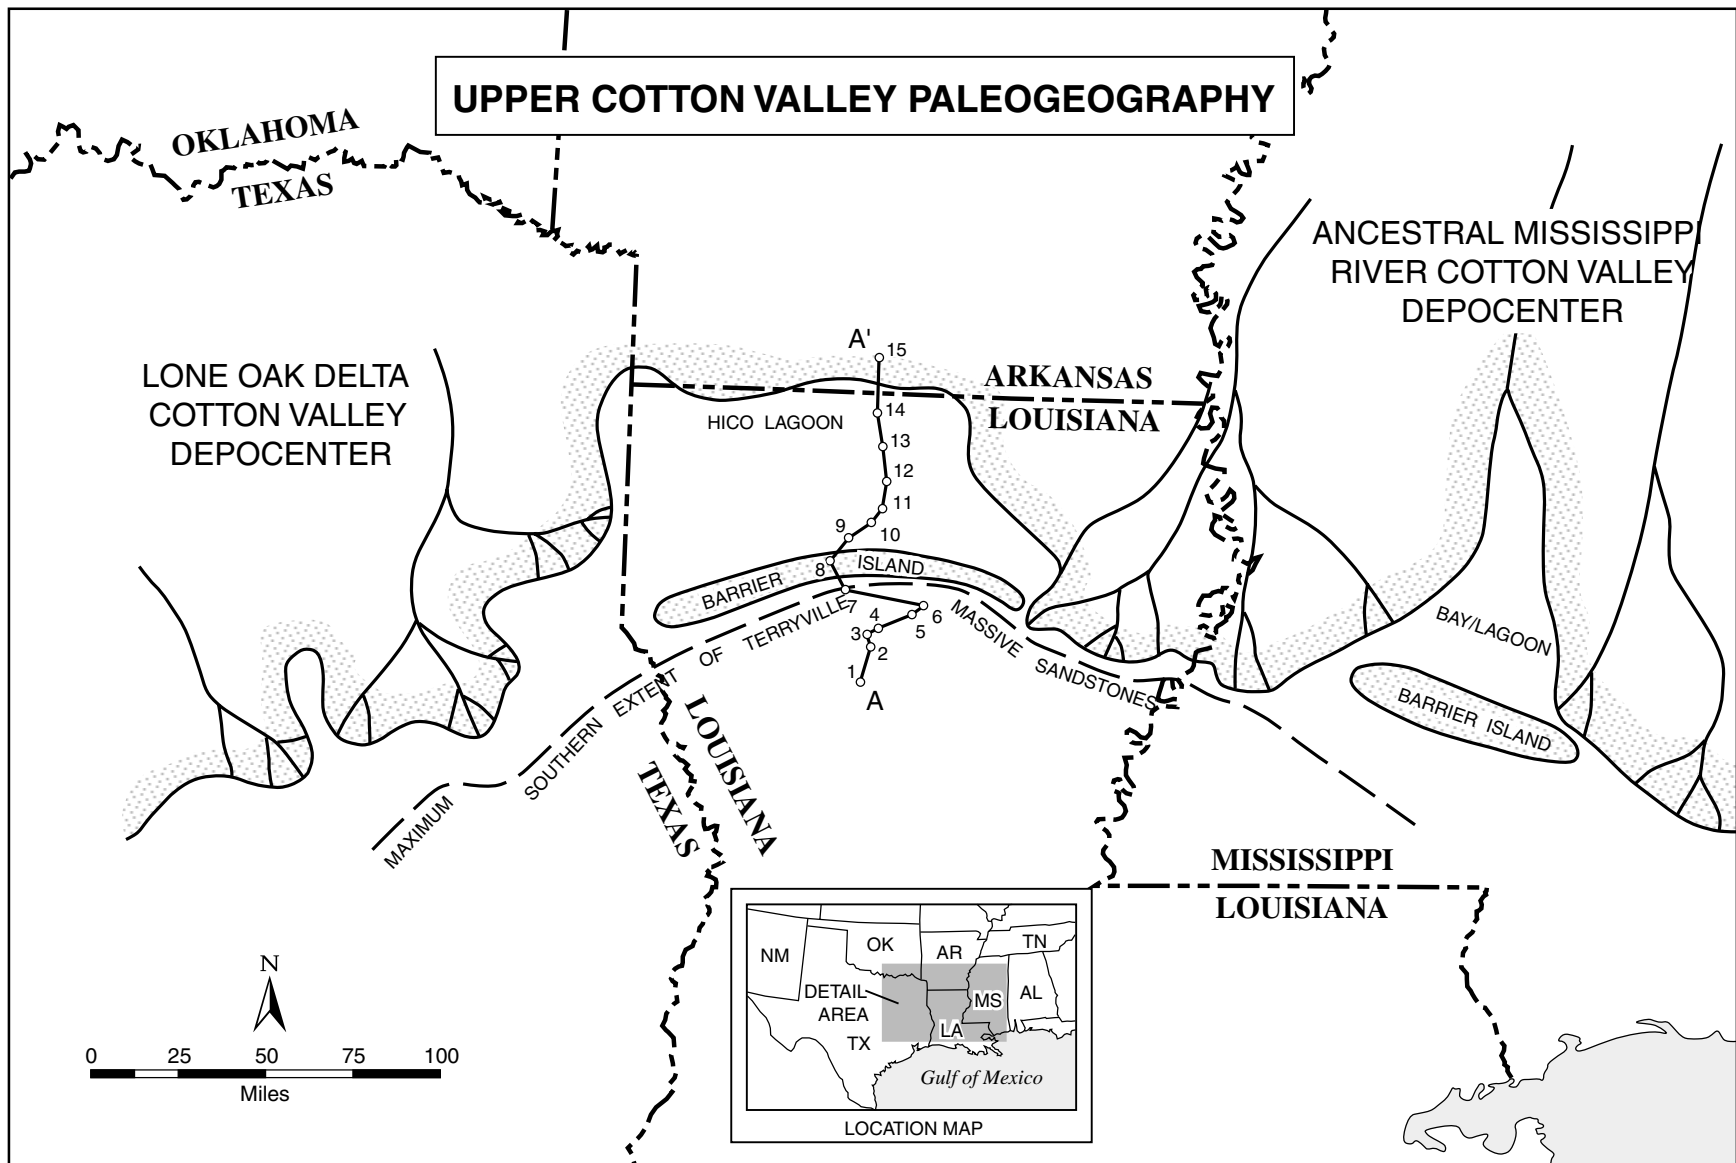 UPPER COTTON VALLEY PALEOGEOGRAPHY
OKLAHOMA
TEXAS
ANCESTRAL MISSISSIPPI
RIVER COTTON VALLEY
DEPOCENTER
LONE OAK DELTA
COTTON VALLEY
DEPOCENTER
A'
15
ARKANSAS
LOUISIANA
HICO LAGOON
14
13
12
11
10
9
8
BARRIER ISLAND
7
6
5
4
3
2
1
A
MAXIMUM SOUTHERN EXTENT OF TERRYVILLE MASSIVE SANDSTONES
BAY/LAGOON
BARRIER ISLAND
LOUISIANA
TEXAS
MISSISSIPPI
LOUISIANA
N
0 25 50 75 100
Miles
NM
OK
AR
TN
DETAIL
AREA
MS
AL
TX
LA
Gulf of Mexico
LOCATION MAP